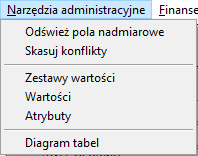 Narzędzia administracyjne Finanse
Odśwież pola nadmiarowe
Skasuj konflikty
Zestawy wartości
Wartości
Atrybuty
Diagram tabel